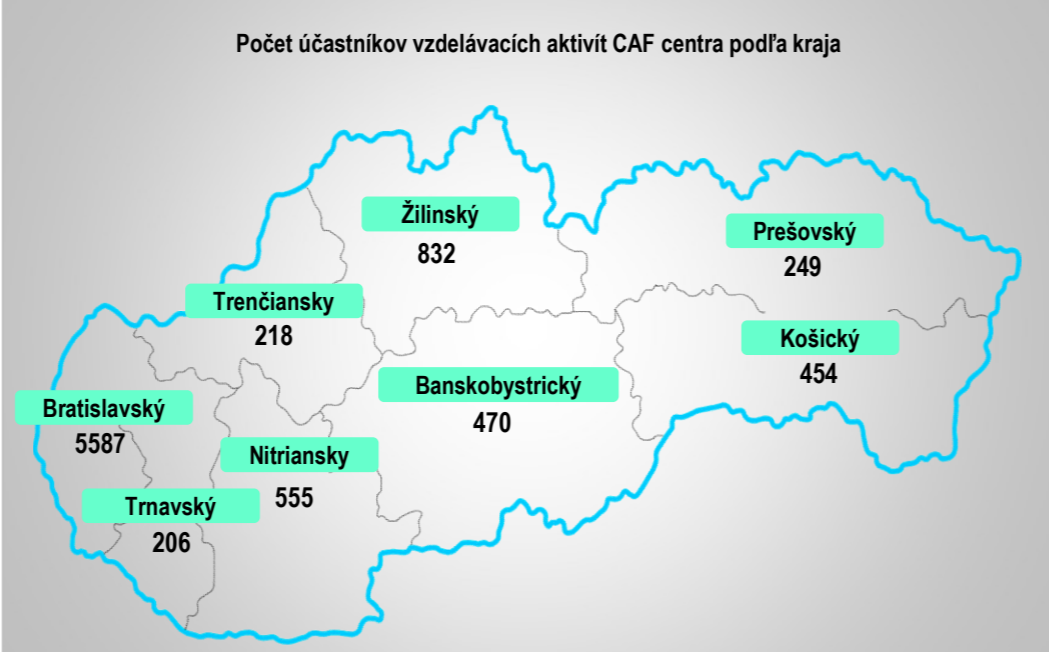 Počet účastníkov vzdelávacích aktivít CAF centra podľa kraja
Žilinský
832
Prešovský
249
Trenčiansky
218
Košický
454
Banskobystrický
470
Bratislavský
5587
Nitriansky
555
Trnavský
206